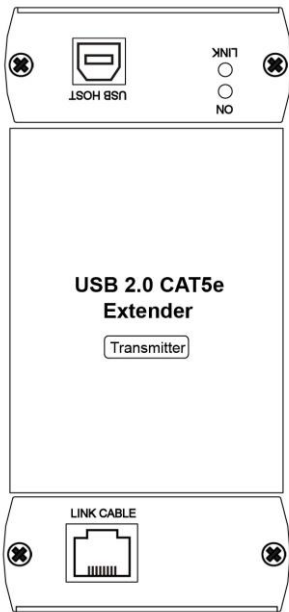 LINK
USB HOST
ON
USB 2.0 CAT5e
Extender
Transmitter
LINK CABLE